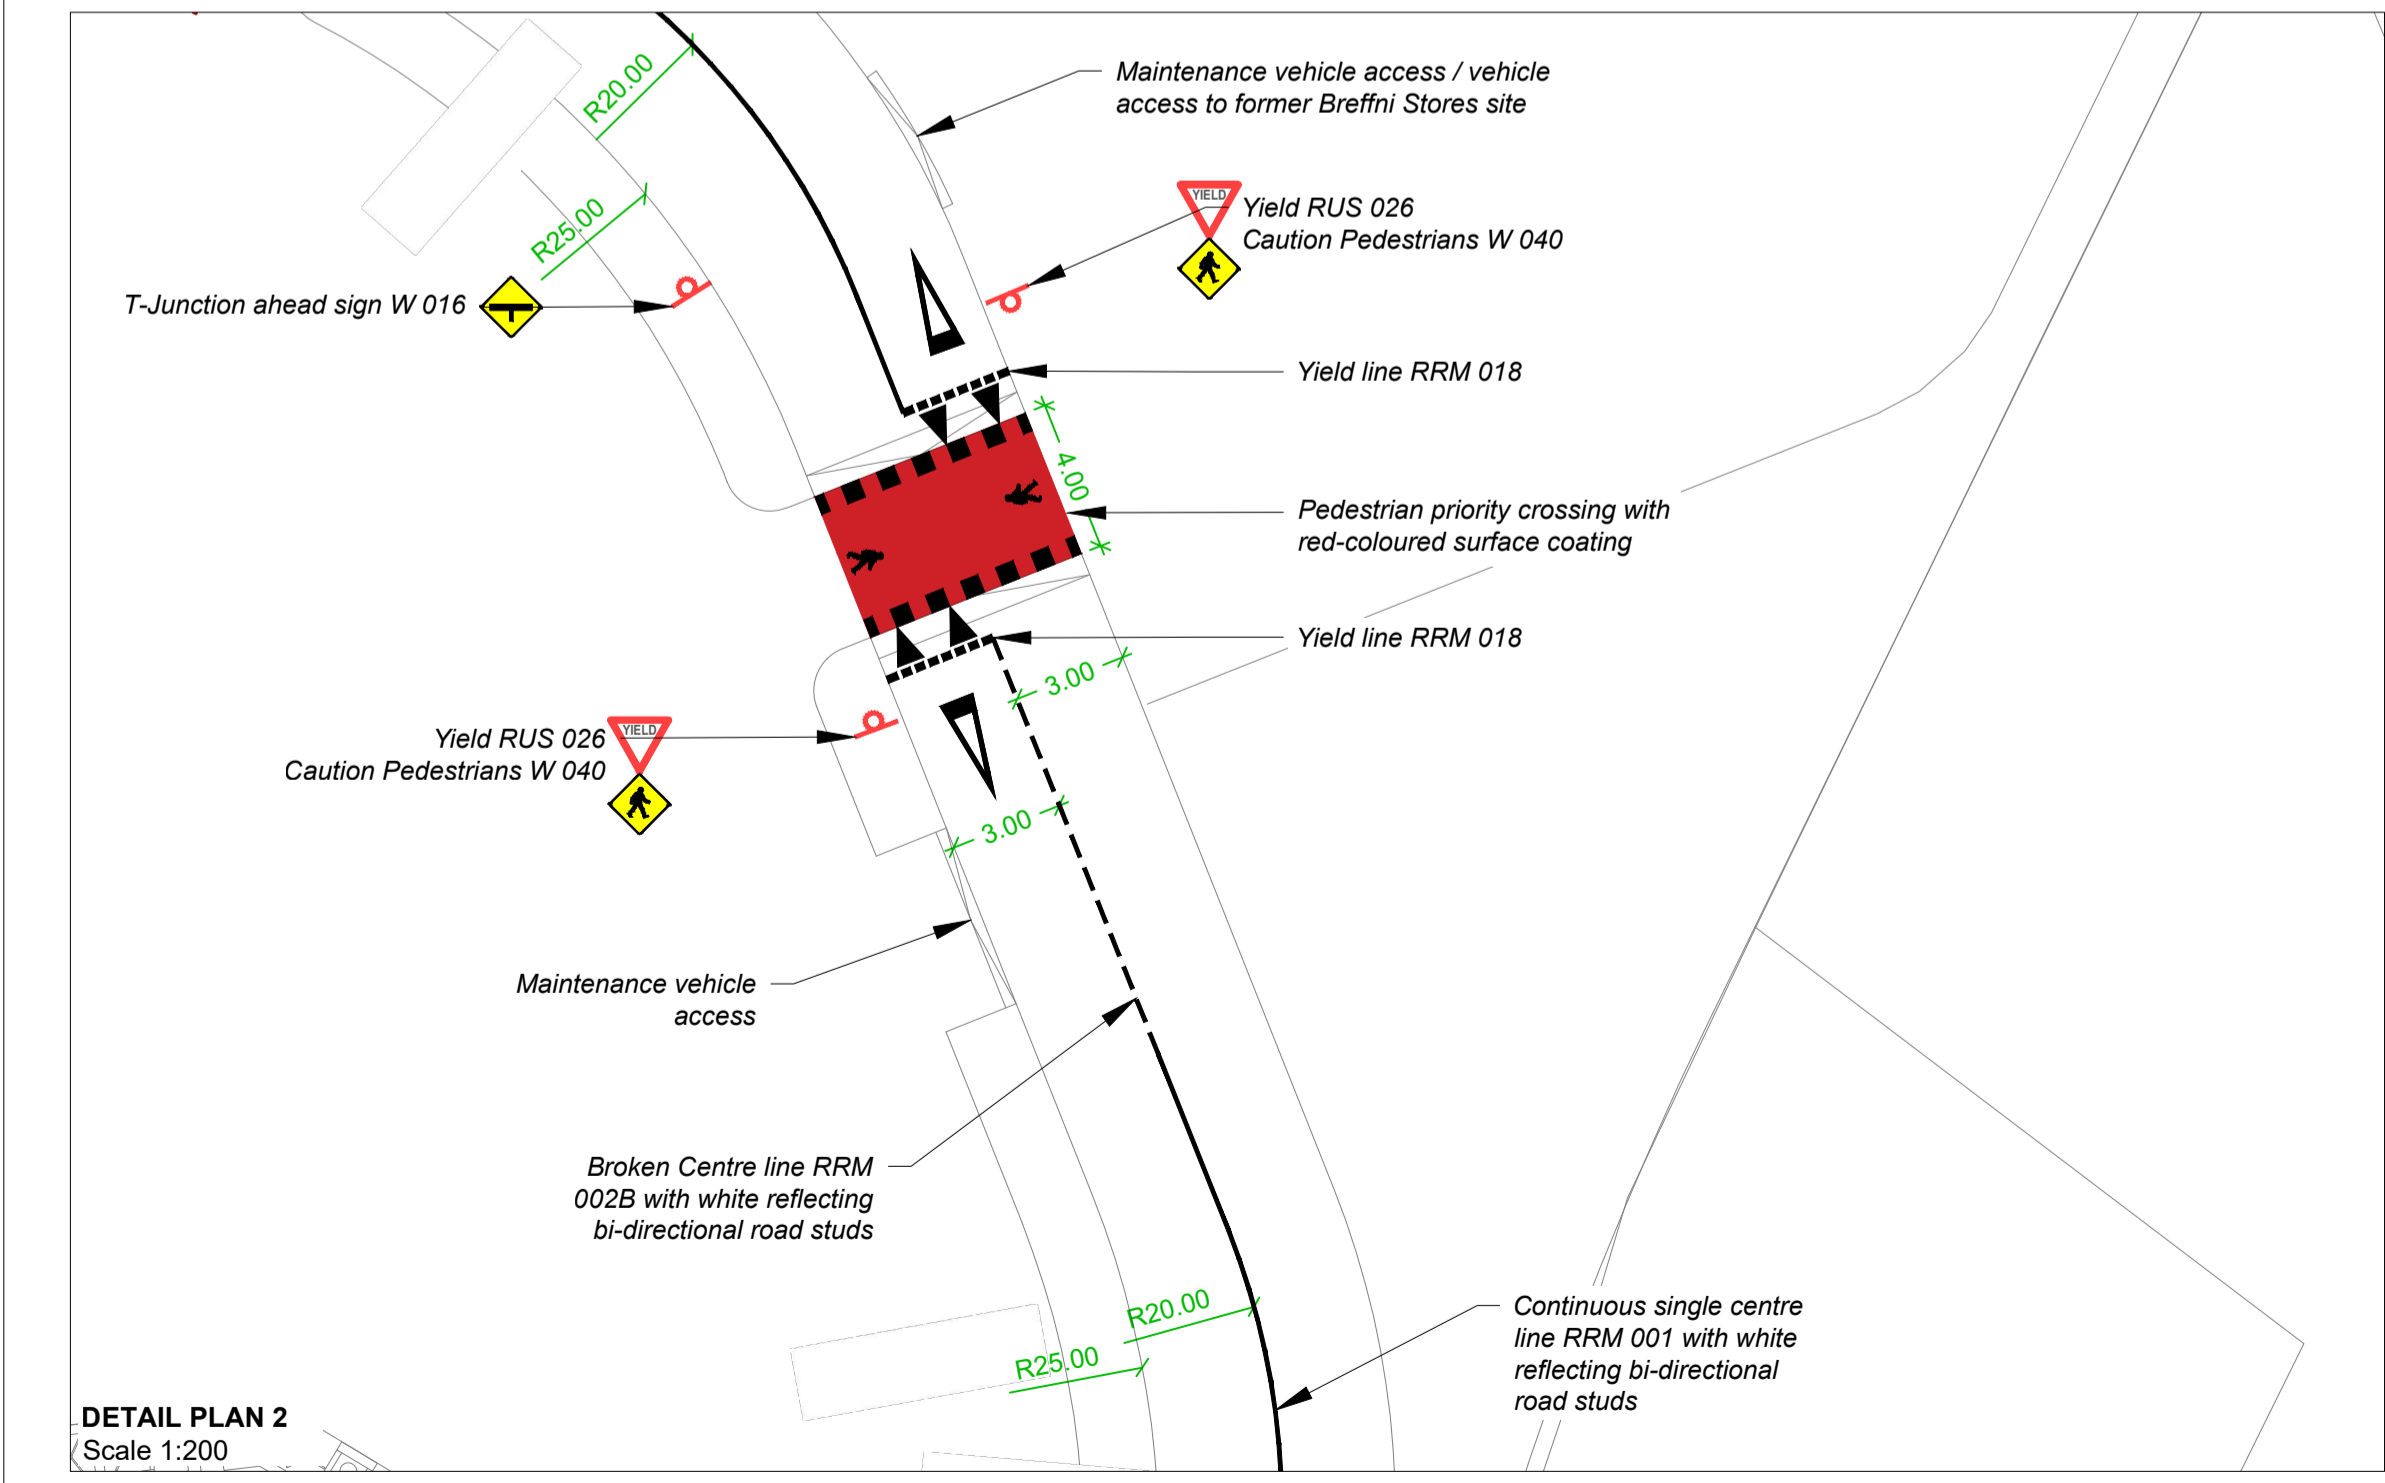 R20.00
Maintenance vehicle access / vehicle
access to former Breffni Stores site
R25.00
YIELD
Yield RUS 026
Caution Pedestrians W 040
T-Junction ahead sign W 016
Yield line RRM 018
4.00
Pedestrian priority crossing with
red-coloured surface coating
Yield line RRM 018
3.00
YIELD
Yield RUS 026
Caution Pedestrians W 040
3.00
Maintenance vehicle
access
Broken Centre line RRM
002B with white reflecting
bi-directional road studs
R20.00
R25.00
Continuous single centre
line RRM 001 with white
reflecting bi-directional
road studs
DETAIL PLAN 2
Scale 1:200